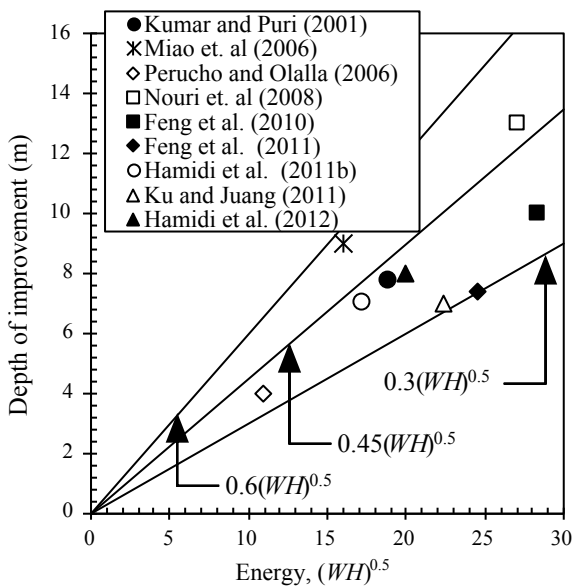 Kumar and Puri (2001)
Miao et. al (2006)
Perucho and Olalla (2006)
Nouri et. al (2008)
Feng et al. (2010)
Feng et al. (2011)
Hamidi et al. (2011b)
Ku and Juang (2011)
Hamidi et al. (2012)
16
14
12
10
8
6
4
2
0
Depth of improvement (m)
0.3(WH)^0.5
0.45(WH)^0.5
0.6(WH)^0.5
0 5 10 15 20 25 30
Energy, (WH)^0.5